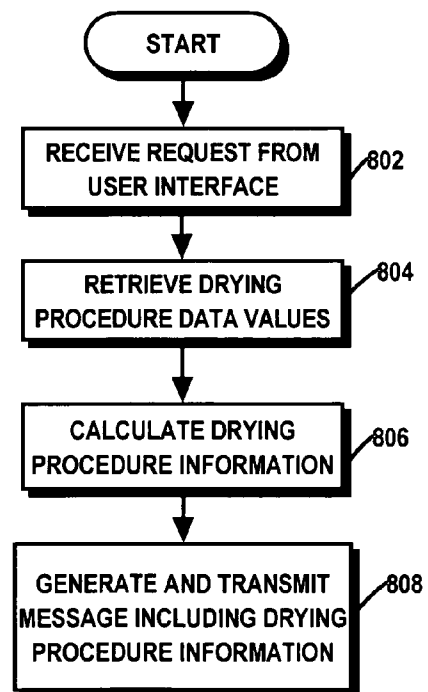 START
RECEIVE REQUEST FROM
USER INTERFACE
802
RETRIEVE DRYING
PROCEDURE DATA VALUES
804
CALCULATE DRYING
PROCEDURE INFORMATION
806
GENERATE AND TRANSMIT
MESSAGE INCLUDING DRYING
PROCEDURE INFORMATION
808